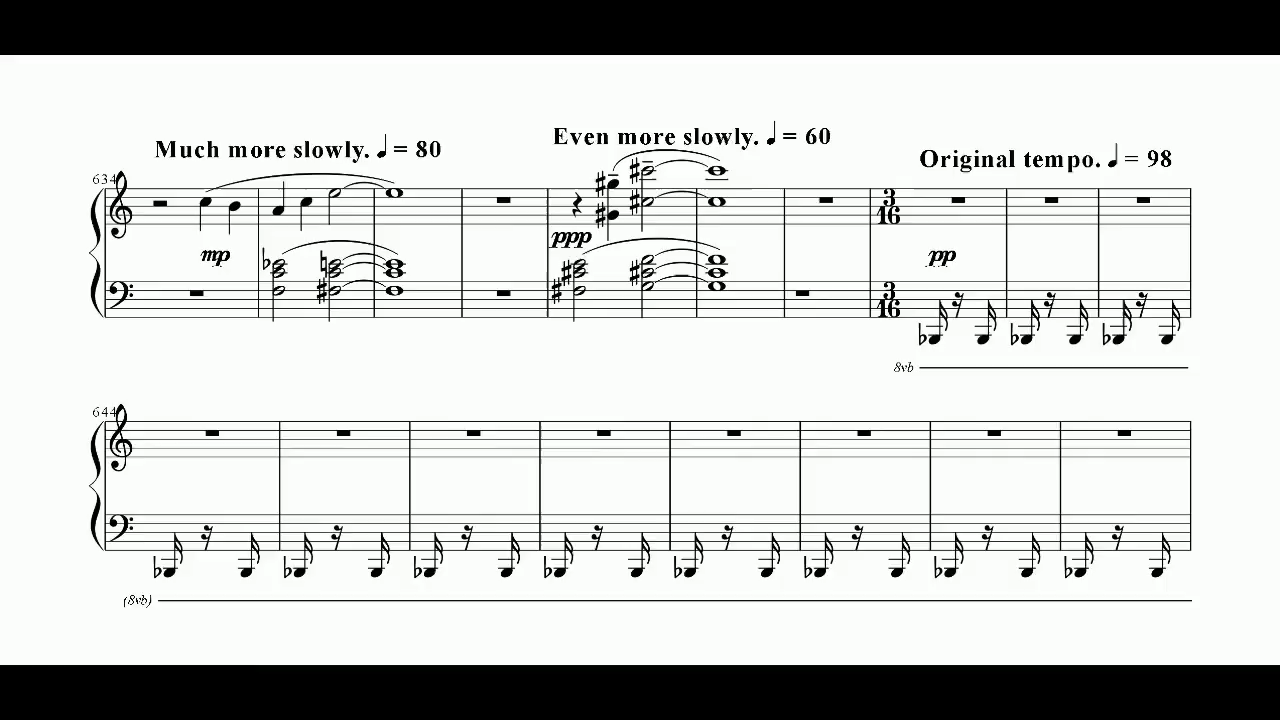 Much more slowly. ♩ = 80
Even more slowly. ♩ = 60
Original tempo. ♩ = 98
634
3
16
3
16
mp
ppp
pp
8vb
644
(8vb)